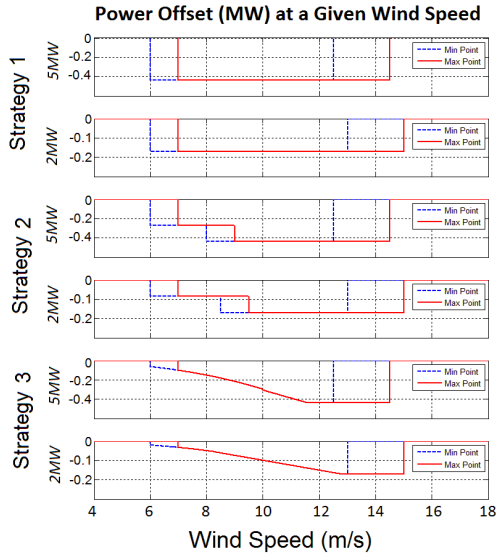 Power Offset (MW) at a Given Wind Speed
Strategy 1
5MW
0
-0.2
-0.4
Min Point
Max Point
2MW
0
-0.1
-0.2
Min Point
Max Point
Strategy 2
5MW
0
-0.2
-0.4
Min Point
Max Point
2MW
0
-0.1
-0.2
Min Point
Max Point
Strategy 3
5MW
0
-0.2
-0.4
Min Point
Max Point
2MW
0
-0.1
-0.2
Min Point
Max Point
4 6 8 10 12 14 16 18
Wind Speed (m/s)